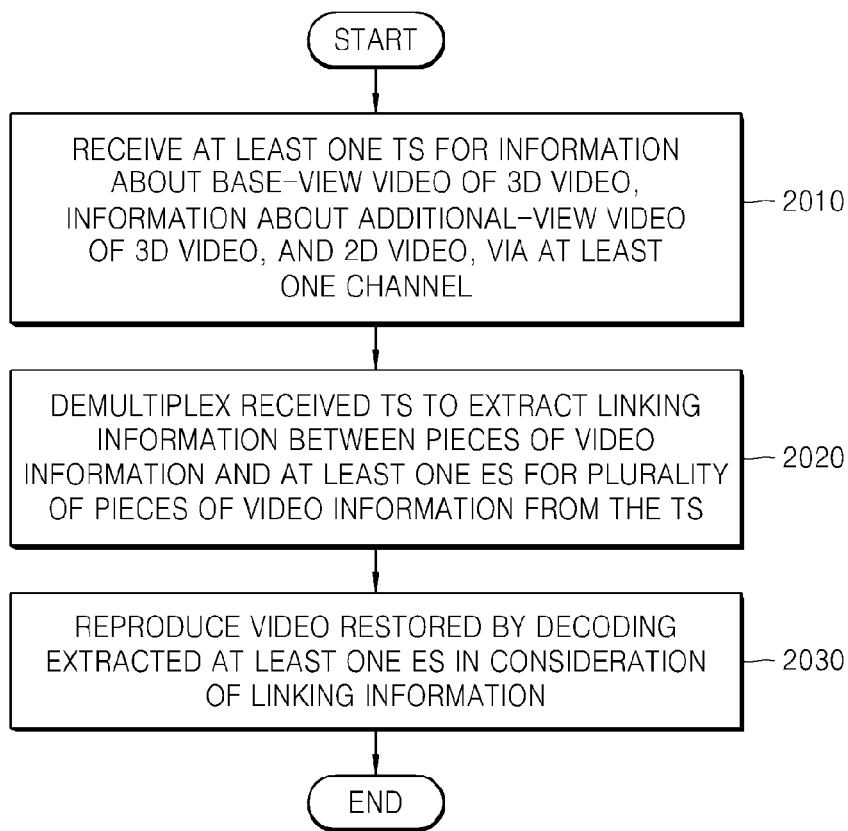 START
RECEIVE AT LEAST ONE TS FOR INFORMATION
ABOUT BASE-VIEW VIDEO OF 3D VIDEO,
INFORMATION ABOUT ADDITIONAL-VIEW VIDEO
OF 3D VIDEO, AND 2D VIDEO, VIA AT LEAST
ONE CHANNEL
2010
DEMULTIPLEX RECEIVED TS TO EXTRACT LINKING
INFORMATION BETWEEN PIECES OF VIDEO
INFORMATION AND AT LEAST ONE ES FOR PLURALITY
OF PIECES OF VIDEO INFORMATION FROM THE TS
2020
REPRODUCE VIDEO RESTORED BY DECODING
EXTRACTED AT LEAST ONE ES IN CONSIDERATION
OF LINKING INFORMATION
2030
END